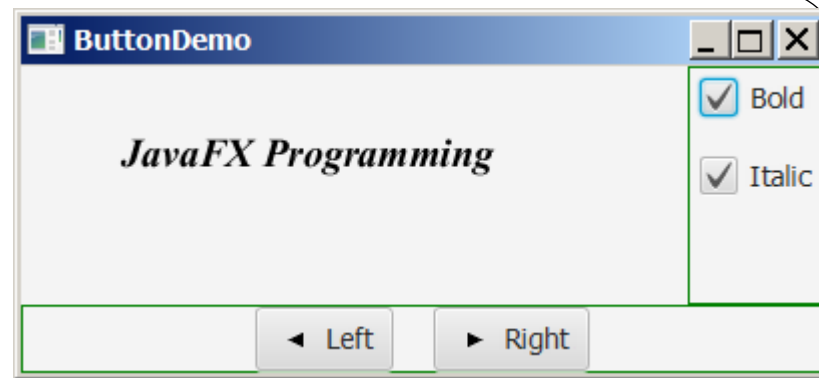 ButtonDemo
Bold
JavaFX Programming
Italic
Left Right